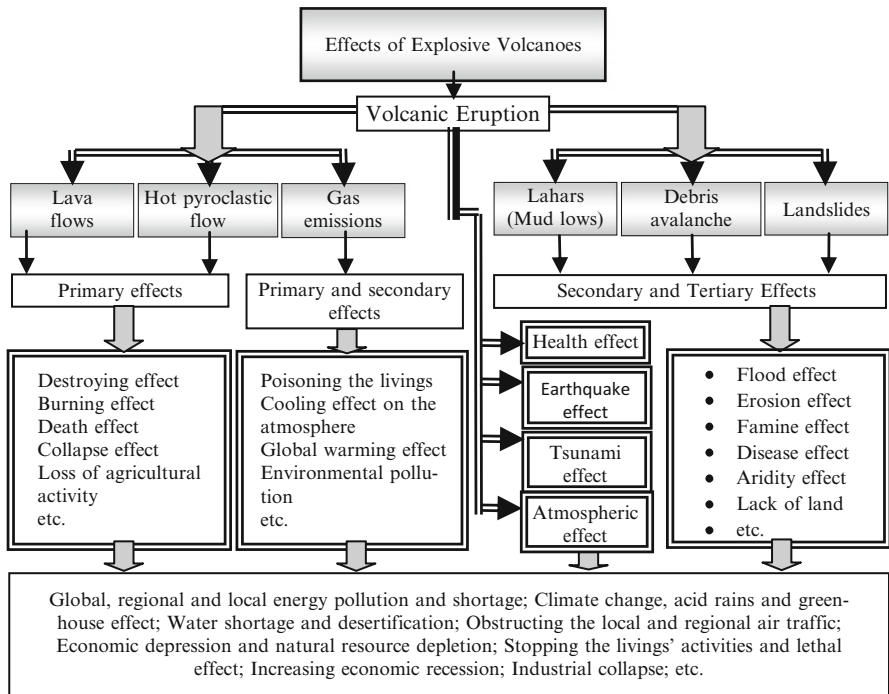 Effects of Explosive Volcanoes
Volcanic Eruption
Lava
flows
Hot pyroclastic
flow
Gas
emissions
Lahars
(Mud lows)
Debris
avalanche
Landslides
Primary effects
Primary and secondary
effects
Secondary and Tertiary Effects
Destroying effect
Burning effect
Death effect
Collapse effect
Loss of agricultural
activity
etc.
Poisoning the livings
Cooling effect on the
atmosphere
Global warming effect
Environmental pollu-
tion
etc.
Health effect
Earthquake
effect
Tsunami
effect
Atmospheric
effect
• Flood effect
• Erosion effect
• Famine effect
• Disease effect
• Aridity effect
• Lack of land
• etc.
Global, regional and local energy pollution and shortage; Climate change, acid rains and green-
house effect; Water shortage and desertification; Obstructing the local and regional air traffic;
Economic depression and natural resource depletion; Stopping the livings’ activities and lethal
effect; Increasing economic recession; Industrial collapse; etc.